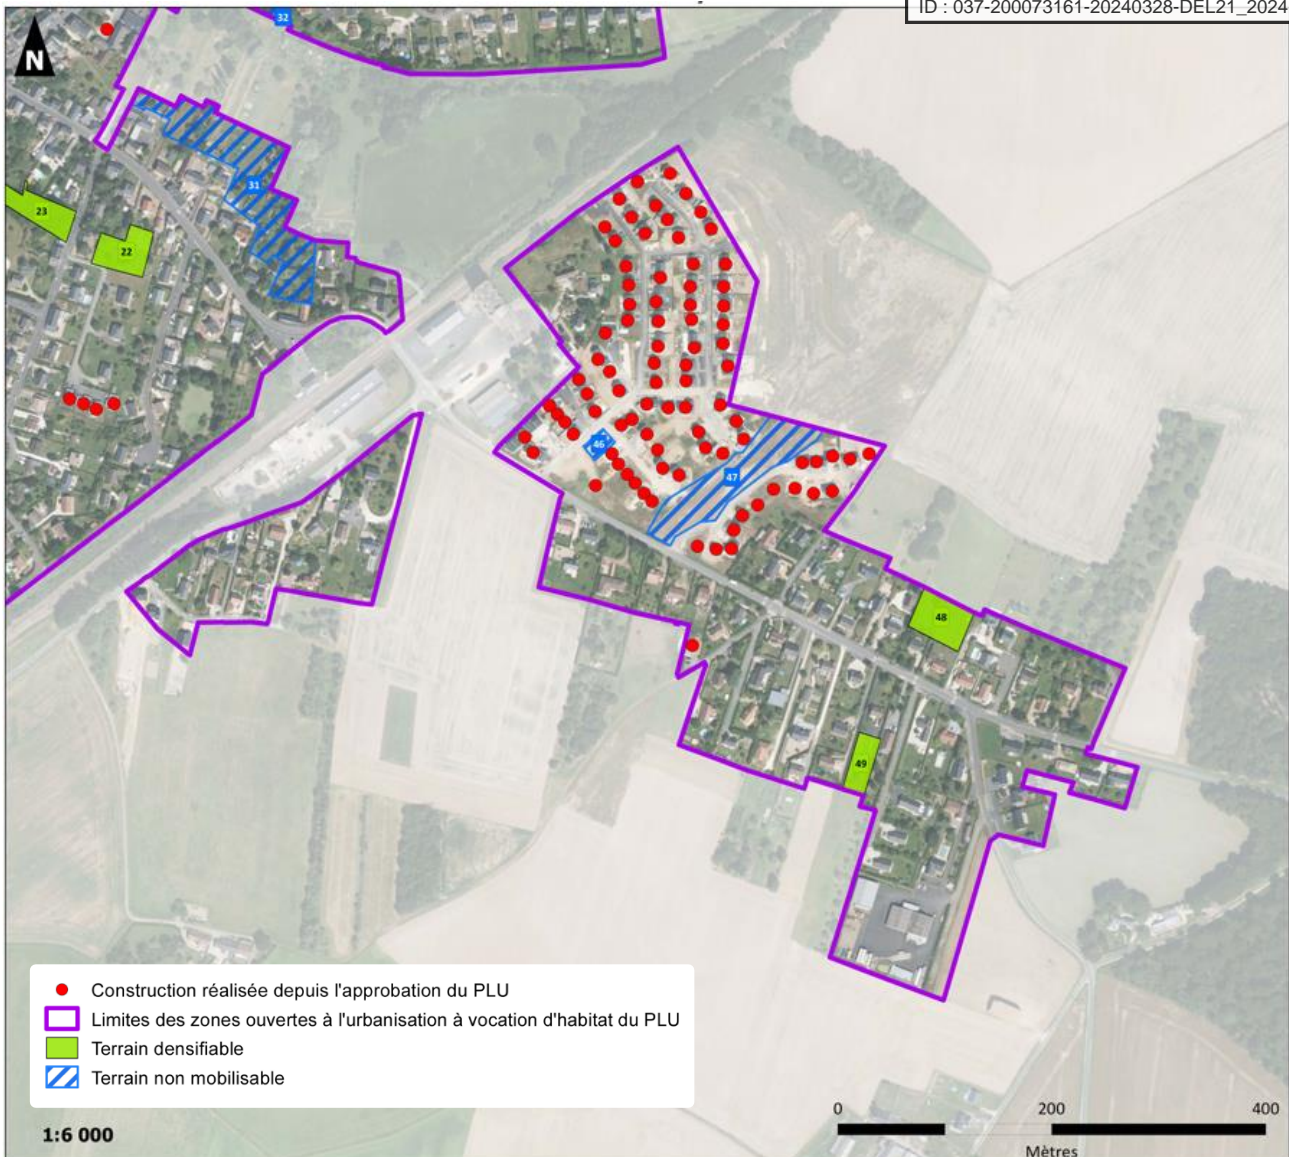 ID : 037-200073161-20240328-DEL21_2024
32
N
31
23
22
46
47
48
49
Construction réalisée depuis l'approbation du PLU
Limites des zones ouvertes à l'urbanisation à vocation d'habitat du PLU
Terrain densifiable
Terrain non mobilisable
1:6 000
0 200 400
Mètres